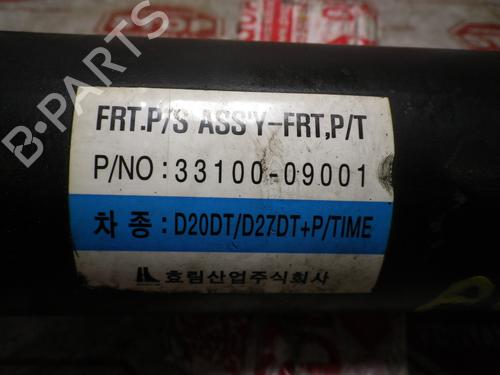 B-PARTS
FRT.P/S ASS'Y-FRT,P/T
P/NO : 33100-09001
차 종 : D20DT/D27DT+P/TIME
효림산업주식회사